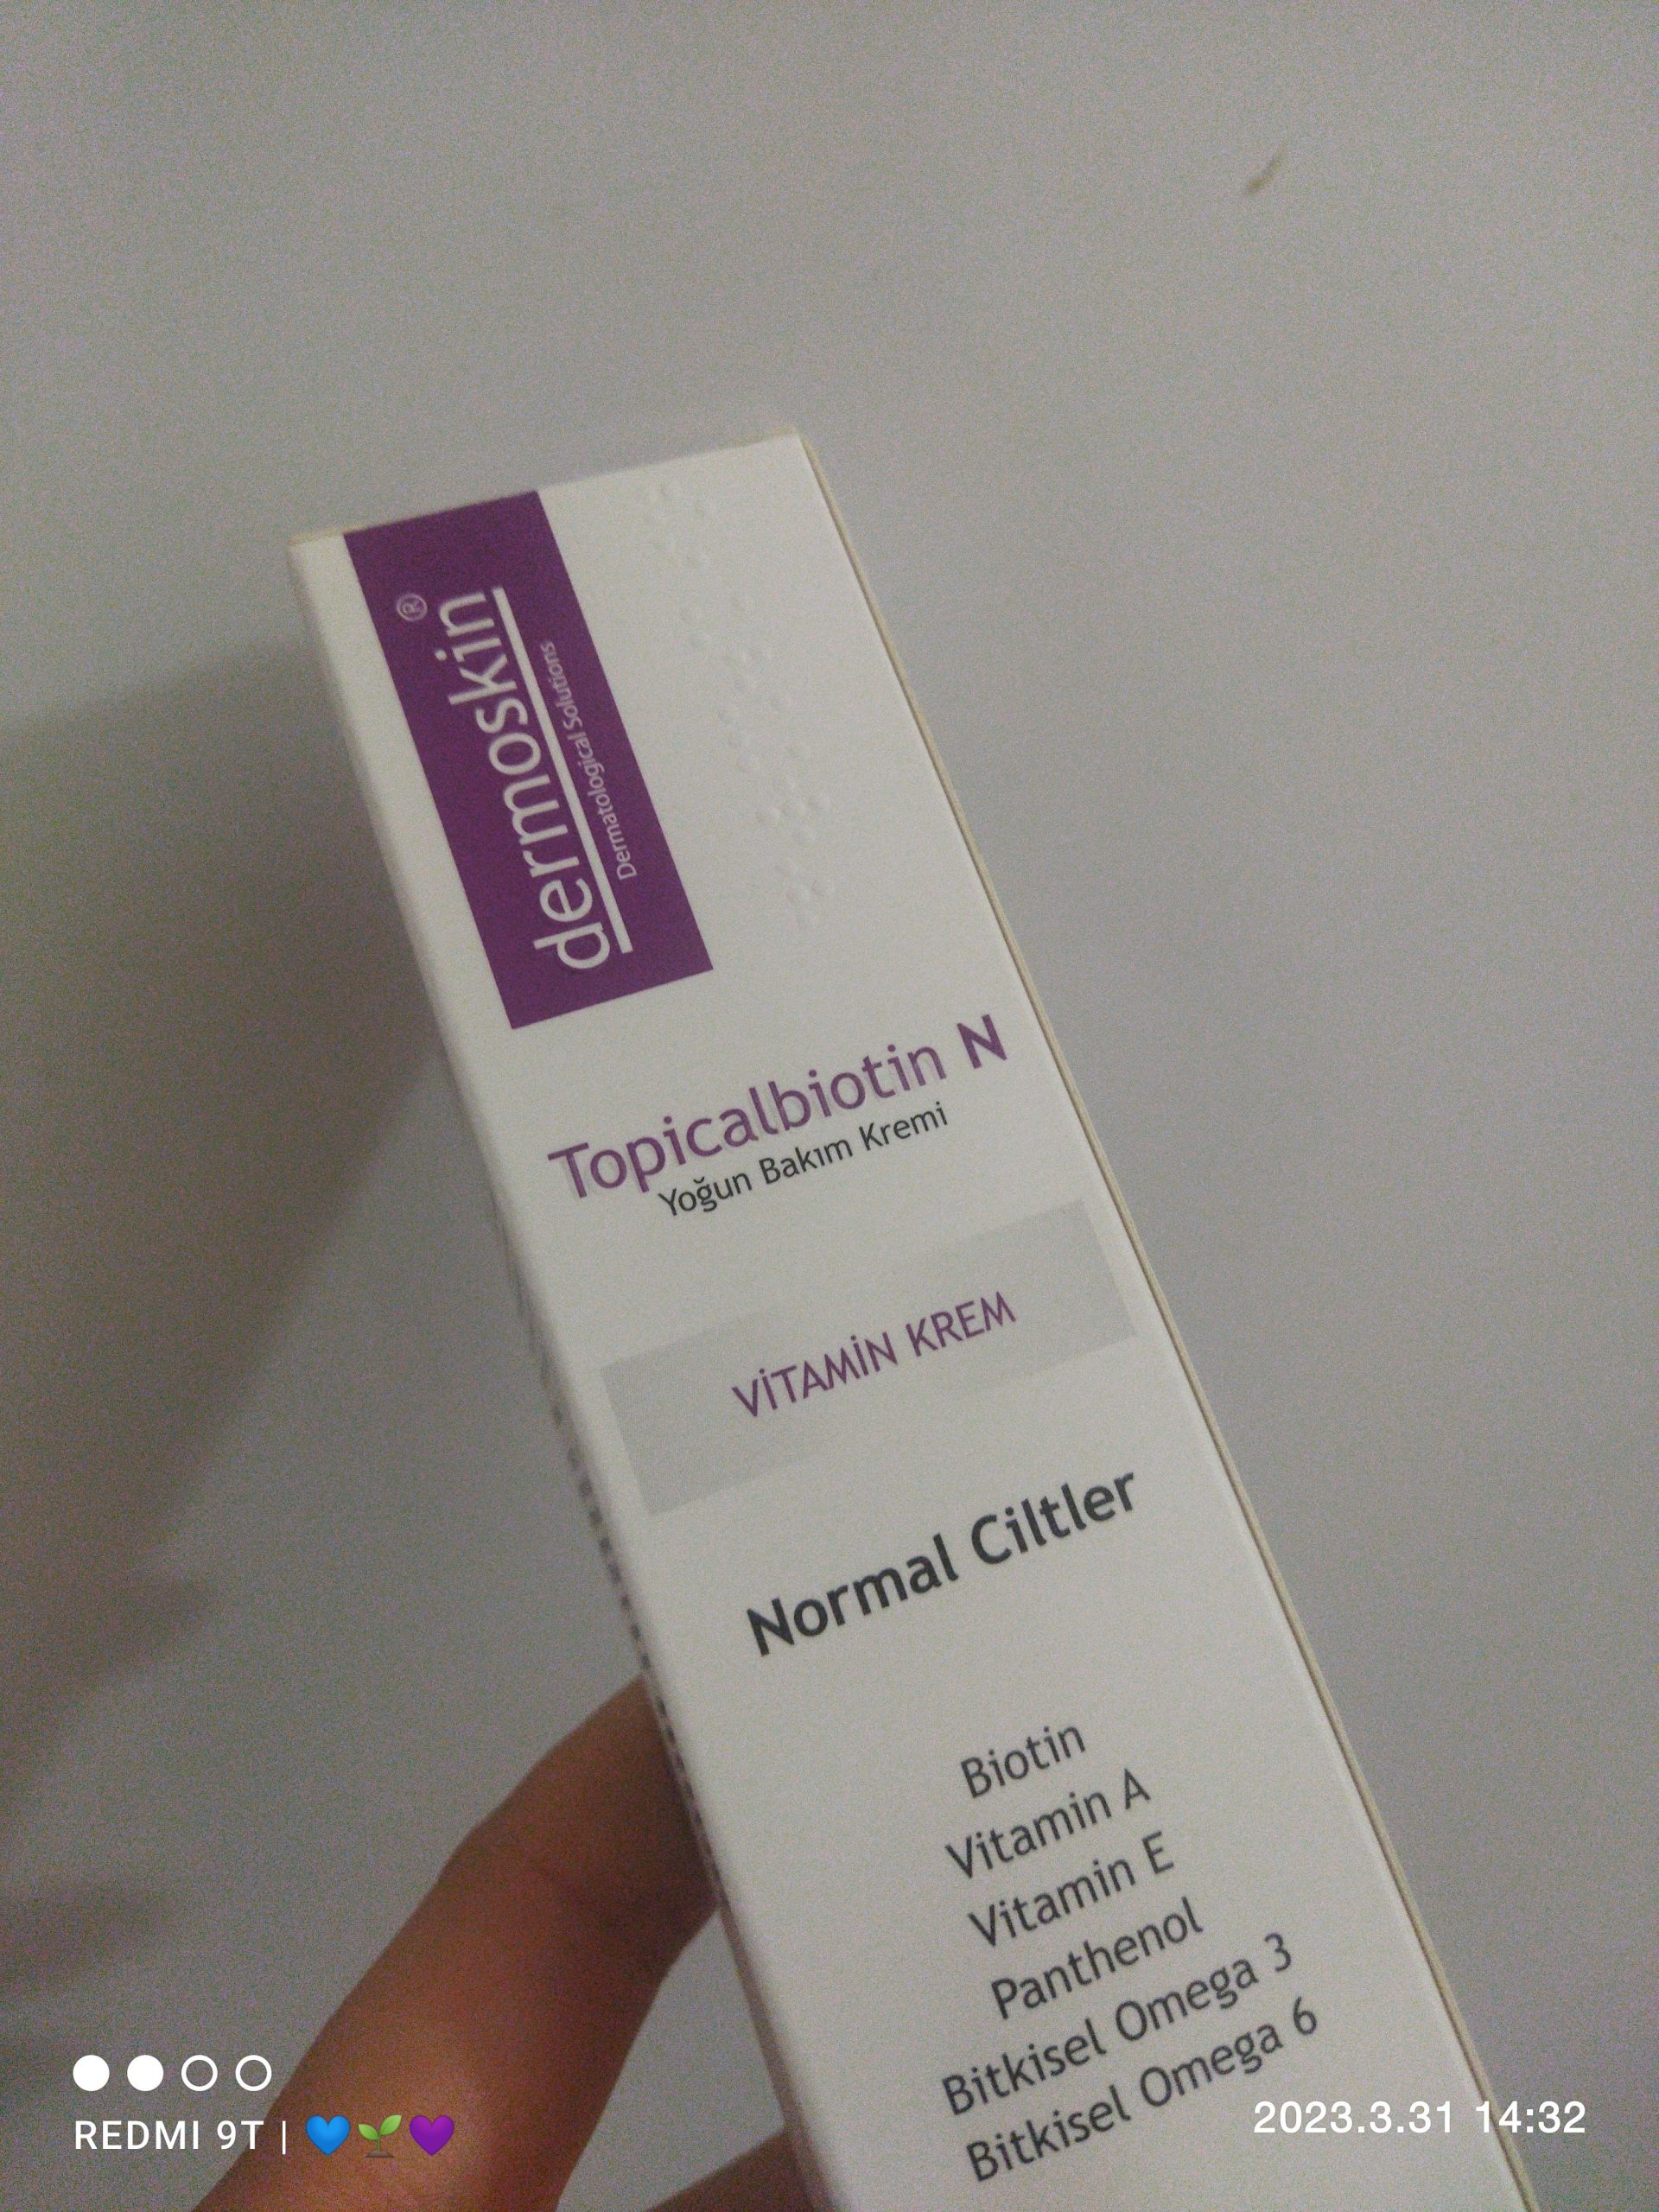 dermoskin®
Dermatological Solutions
Topicalbiotin N
Yoğun Bakım Kremi
VİTAMİN KREM
Normal Ciltler
Biotin
Vitamin A
Vitamin E
Panthenol
Bitkisel Omega 3
Bitkisel Omega 6
REDMI 9T | 💙🌱💜
2023.3.31 14:32